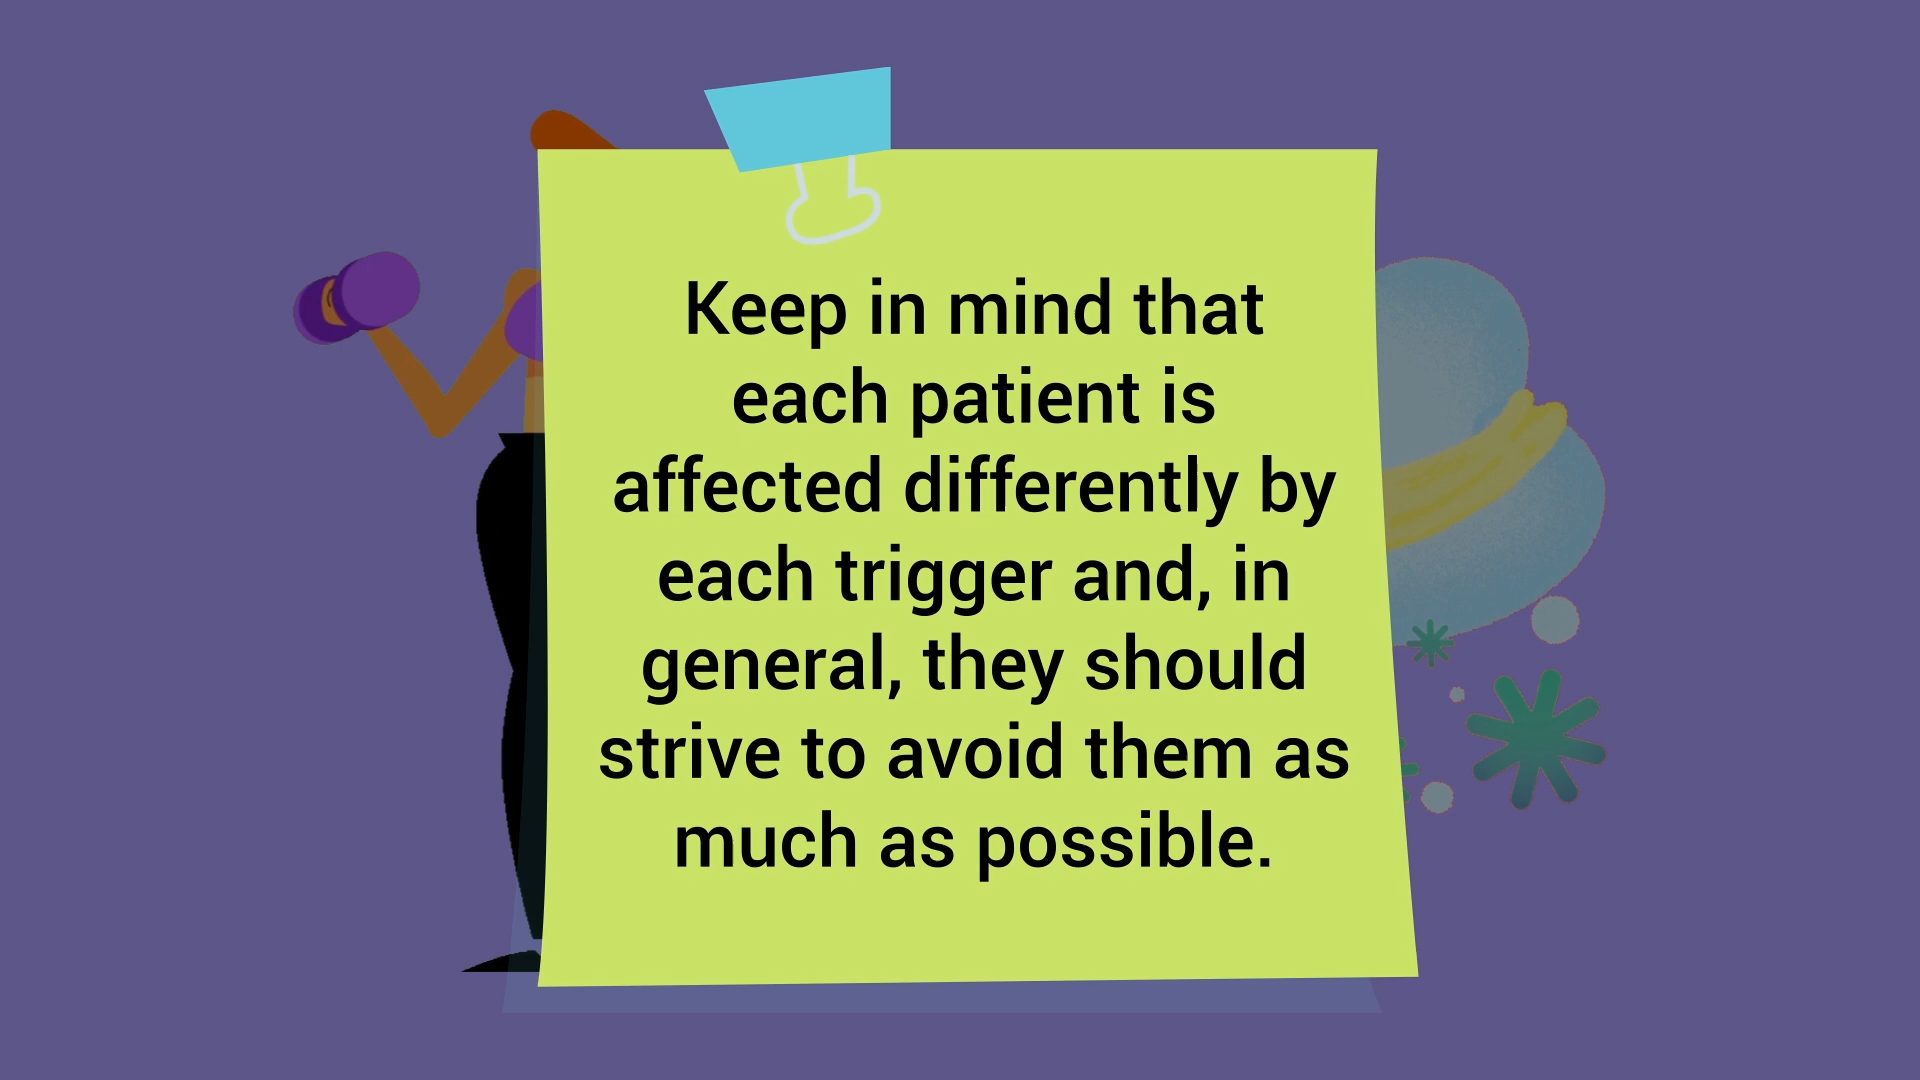 Keep in mind that
each patient is
affected differently by
each trigger and, in
general, they should
strive to avoid them as
much as possible.